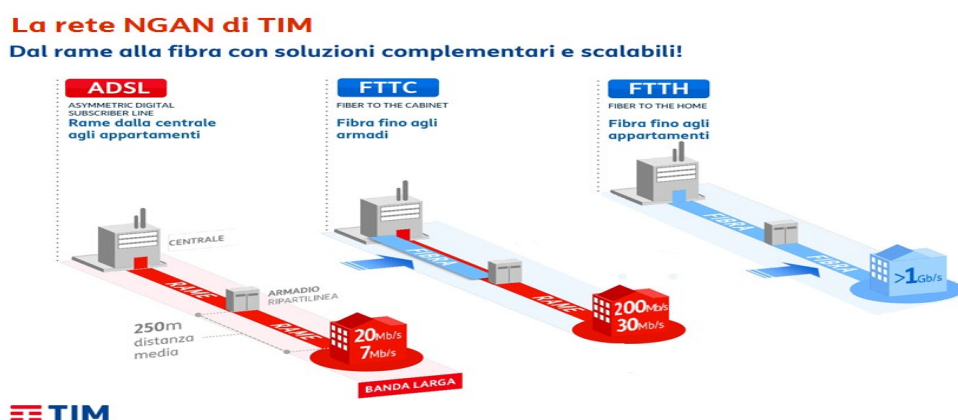 La rete NGAN di TIM
Dal rame alla fibra con soluzioni complementari e scalabili!
ADSL
ASYMMETRIC DIGITAL
SUBSCRIBER LINE
Rame dalla centrale
agli appartamenti
CENTRALE
RAME
ARMADIO
RIPARTILINEA
RAME
250m
distanza
media
20Mb/s
7Mb/s
BANDA LARGA
FTTC
FIBER TO THE CABINET
Fibra fino agli
armadi
FIBRA
RAME
200Mb/s
30Mb/s
FTTH
FIBER TO THE HOME
Fibra fino agli
appartamenti
FIBRA
FIBRA
>1Gb/s
TIM